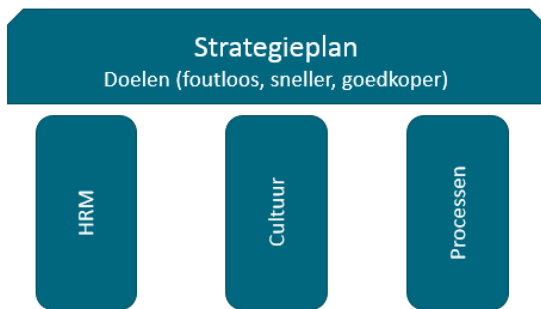 Strategieplan
Doelen (foutloos, sneller, goedkoper)
HRM
Cultuur
Processen